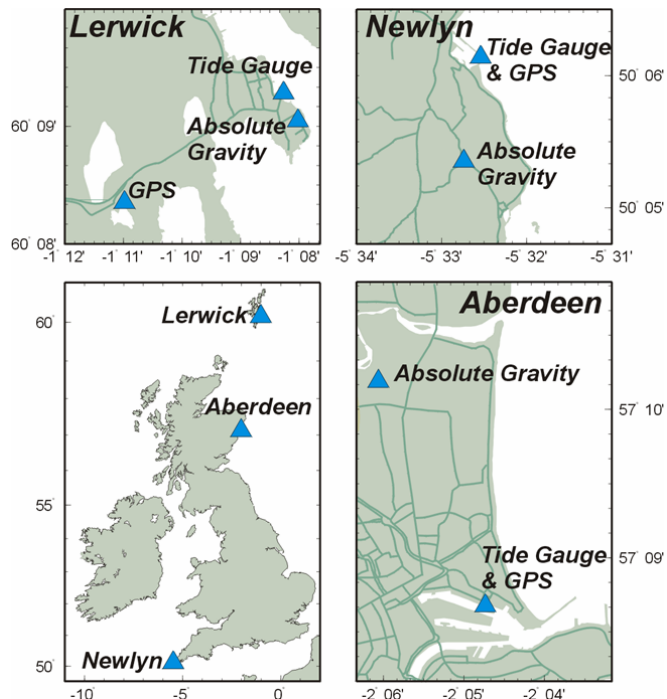 Lerwick
Tide Gauge
Absolute
Gravity
GPS
60° 09'
60° 08'
-1° 12' -1° 11' -1° 10' -1° 09' -1° 08'
Newlyn
Tide Gauge
& GPS
Absolute
Gravity
50° 06'
50° 05'
-5° 34' -5° 33' -5° 32' -5° 31'
Lerwick
Aberdeen
Newlyn
60°
55°
50°
-10° -5° 0°
Aberdeen
Absolute Gravity
Tide Gauge
& GPS
57° 10'
57° 09'
-2° 06' -2° 05' -2° 04'